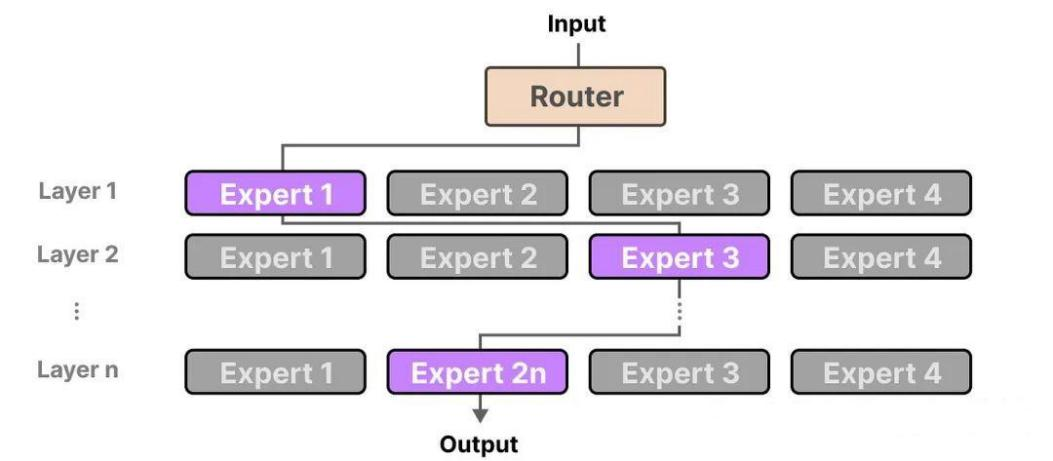 Input
Router
Layer 1 Expert 1 Expert 2 Expert 3 Expert 4
Layer 2 Expert 1 Expert 2 Expert 3 Expert 4
Layer n Expert 1 Expert 2n Expert 3 Expert 4
Output